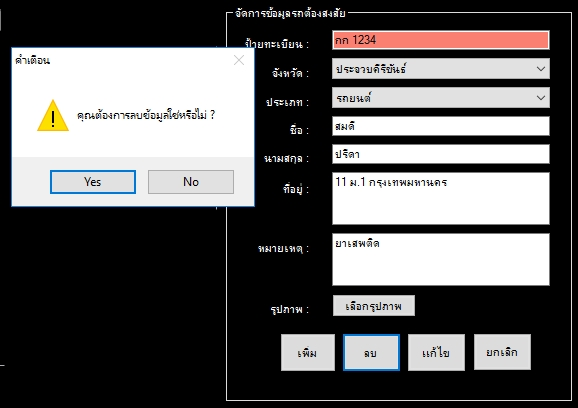 จัดการข้อมูลรถต้องสงสัย
ป้ายทะเบียน :
กก 1234
คำเตือน
จังหวัด :
ประจวบคีรีขันธ์
ประเภท :
รถยนต์
คุณต้องการลบข้อมูลใช่หรือไม่ ?
ชื่อ :
สมดี
นามสกุล :
ปรีดา
Yes
No
ที่อยู่ :
11 ม.1 กรุงเทพมหานคร
หมายเหตุ :
ยาเสพติด
รูปภาพ :
เลือกรูปภาพ
เพิ่ม
ลบ
แก้ไข
ยกเลิก